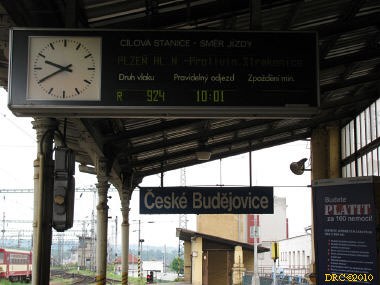 CÍLOVÁ STANICE - SMĚR JÍZDY
PLZEŇ HL N -Protivín Strakonice
Druh vlaku Pravidelný odjezd Zpoždění min.
R 924 10:01
České Budějovice
Budete
PLATIT
za 160 korun?
DRC©2010